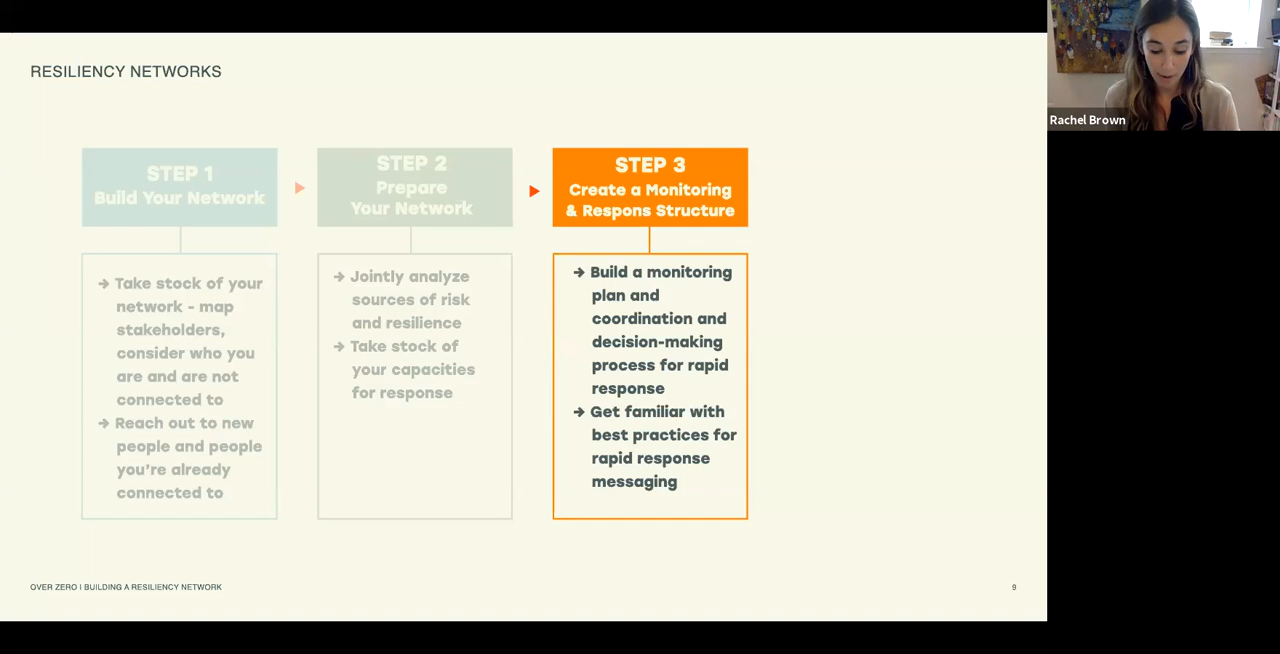 RESILIENCY NETWORKS
Rachel Brown
STEP 1
Build Your Network
➔ Take stock of your
network - map
stakeholders,
consider who you
are and are not
connected to
➔ Reach out to new
people and people
you’re already
connected to
STEP 2
Prepare
Your Network
➔ Jointly analyze
sources of risk
and resilience
➔ Take stock of
your capacities
for response
STEP 3
Create a Monitoring
& Respons Structure
➔ Build a monitoring
plan and
coordination and
decision-making
process for rapid
response
➔ Get familiar with
best practices for
rapid response
messaging
OVER ZERO I BUILDING A RESILIENCY NETWORK
9